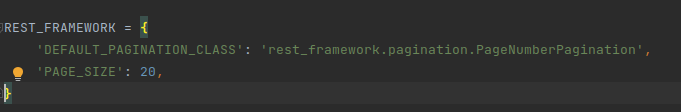 REST_FRAMEWORK = {
    'DEFAULT_PAGINATION_CLASS': 'rest_framework.pagination.PageNumberPagination',
    'PAGE_SIZE': 20,
}